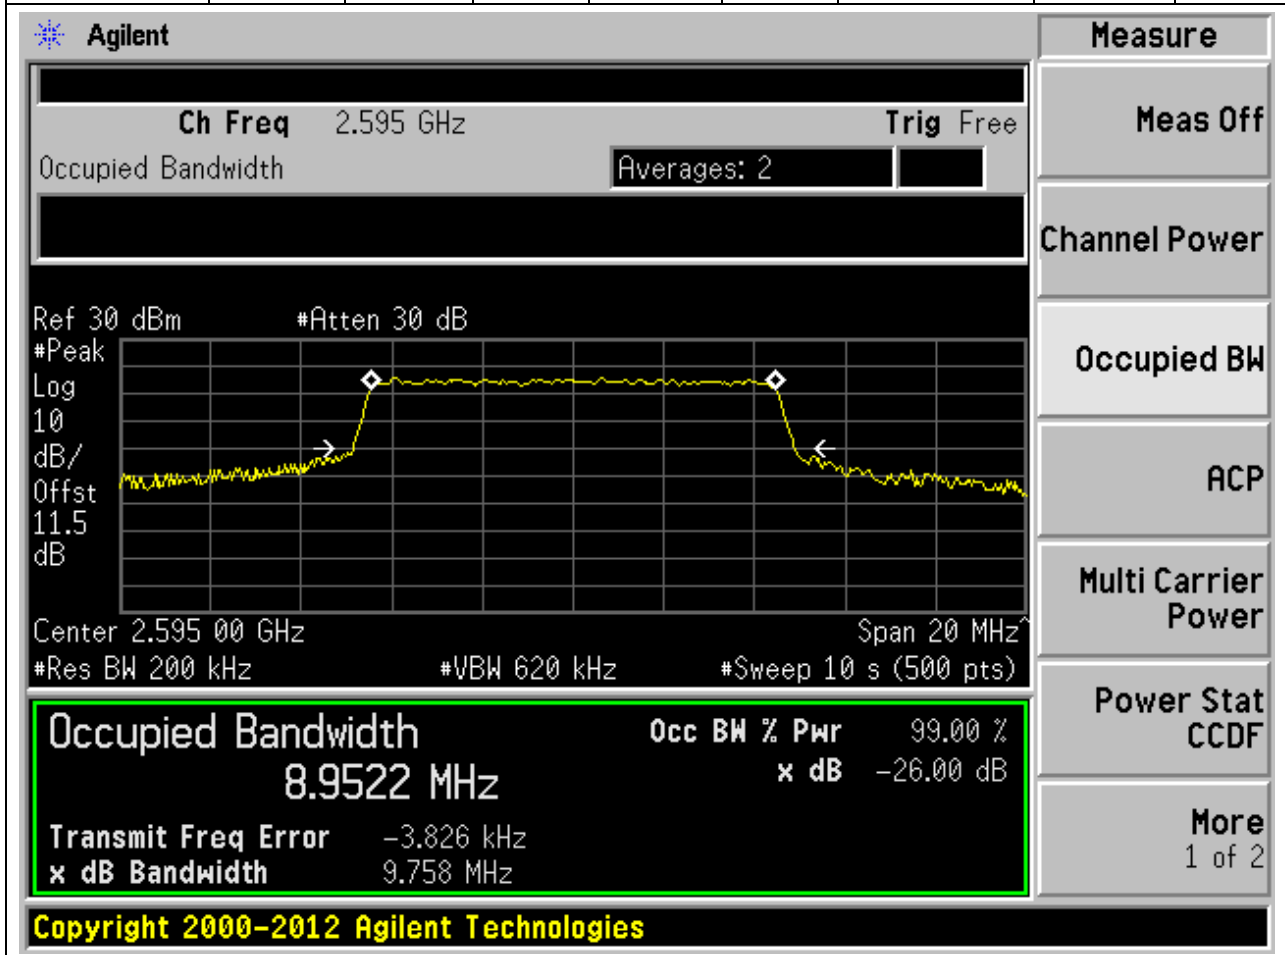 Agilent
Measure
Ch Freq 2.595 GHz Trig Free
Occupied Bandwidth Averages: 2
Meas Off
Channel Power
Occupied BW
ACP
Multi Carrier
Power
Power Stat
CCDF
More
1 of 2
Ref 30 dBm #Atten 30 dB
#Peak
Log
10
dB/
Offst
11.5
dB
Center 2.595 00 GHz Span 20 MHz^
#Res BW 200 kHz #VBW 620 kHz #Sweep 10 s (500 pts)
Occupied Bandwidth Occ BW % Pwr 99.00 %
8.9522 MHz x dB -26.00 dB
Transmit Freq Error -3.826 kHz
x dB Bandwidth 9.758 MHz
Copyright 2000-2012 Agilent Technologies